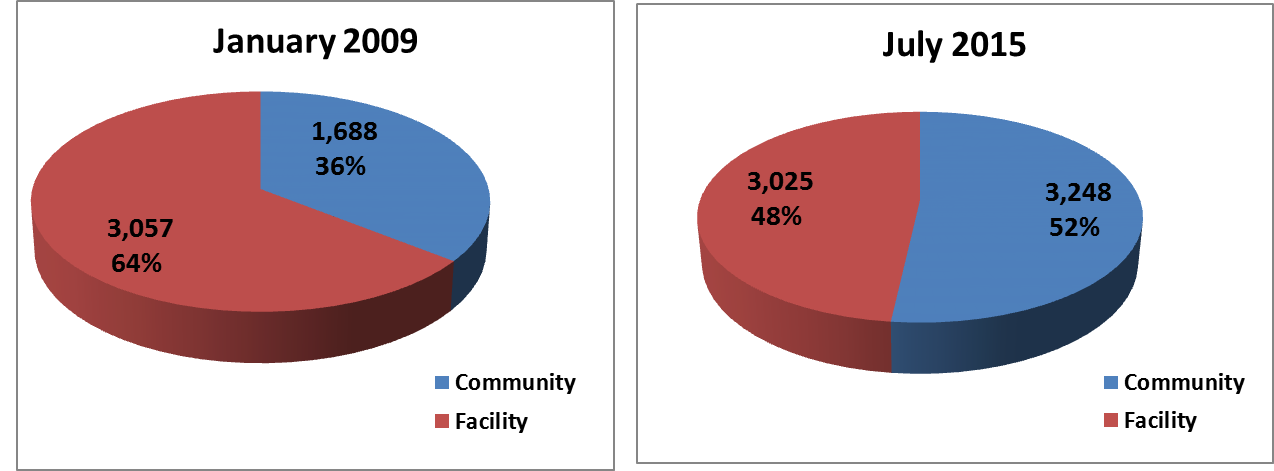 January 2009
1,688
36%
3,057
64%
Community
Facility
July 2015
3,025
48%
3,248
52%
Community
Facility